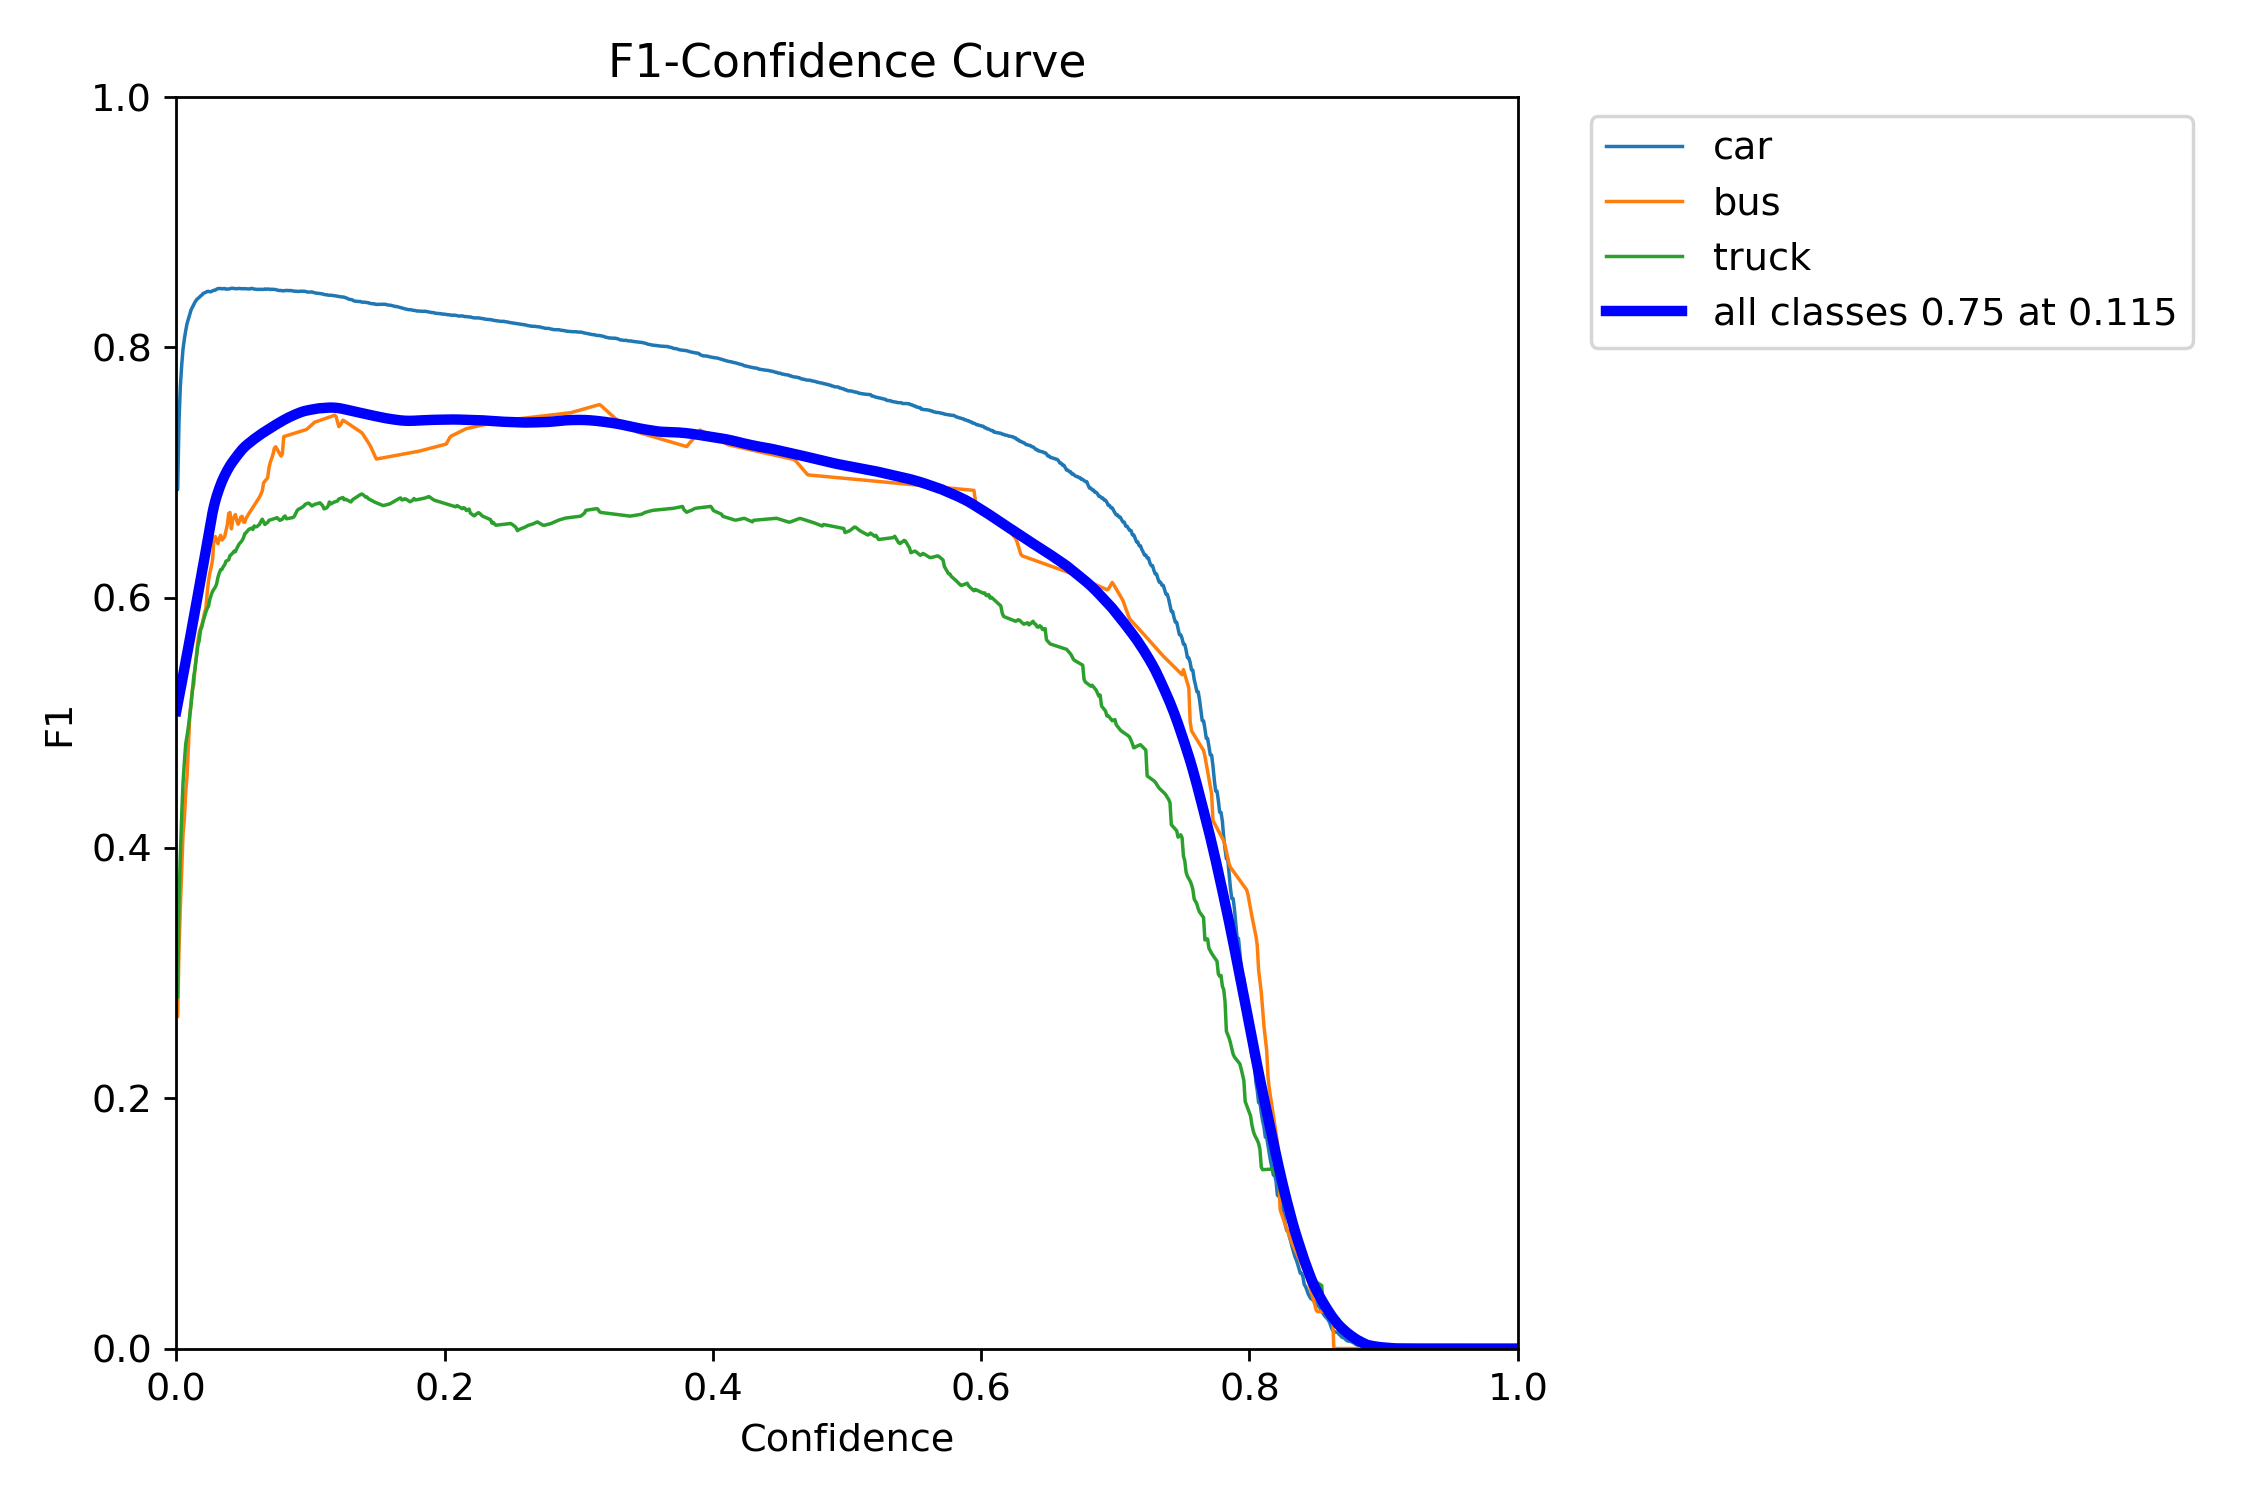 F1-Confidence Curve
1.0
0.8
0.6
0.4
0.2
0.0
F1
0.0 0.2 0.4 0.6 0.8 1.0
Confidence
car
bus
truck
all classes 0.75 at 0.115